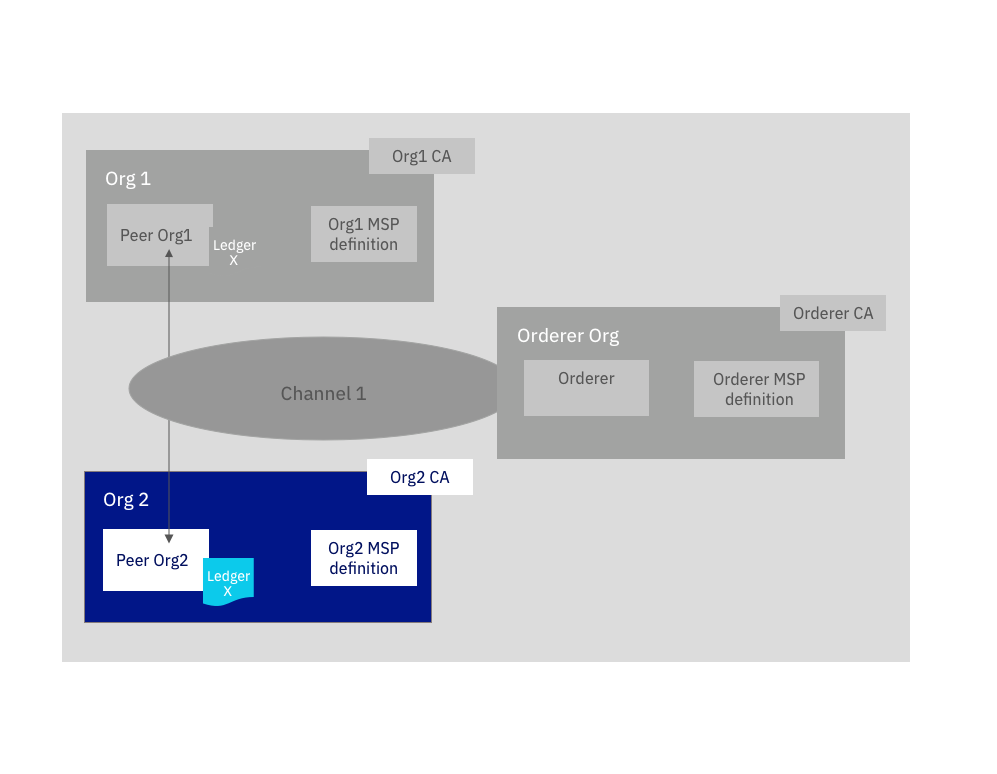 Org1 CA
Org 1
Peer Org1
Ledger
X
Org1 MSP
definition
Orderer CA
Orderer Org
Orderer
Orderer MSP
definition
Channel 1
Org2 CA
Org 2
Peer Org2
Ledger
X
Org2 MSP
definition